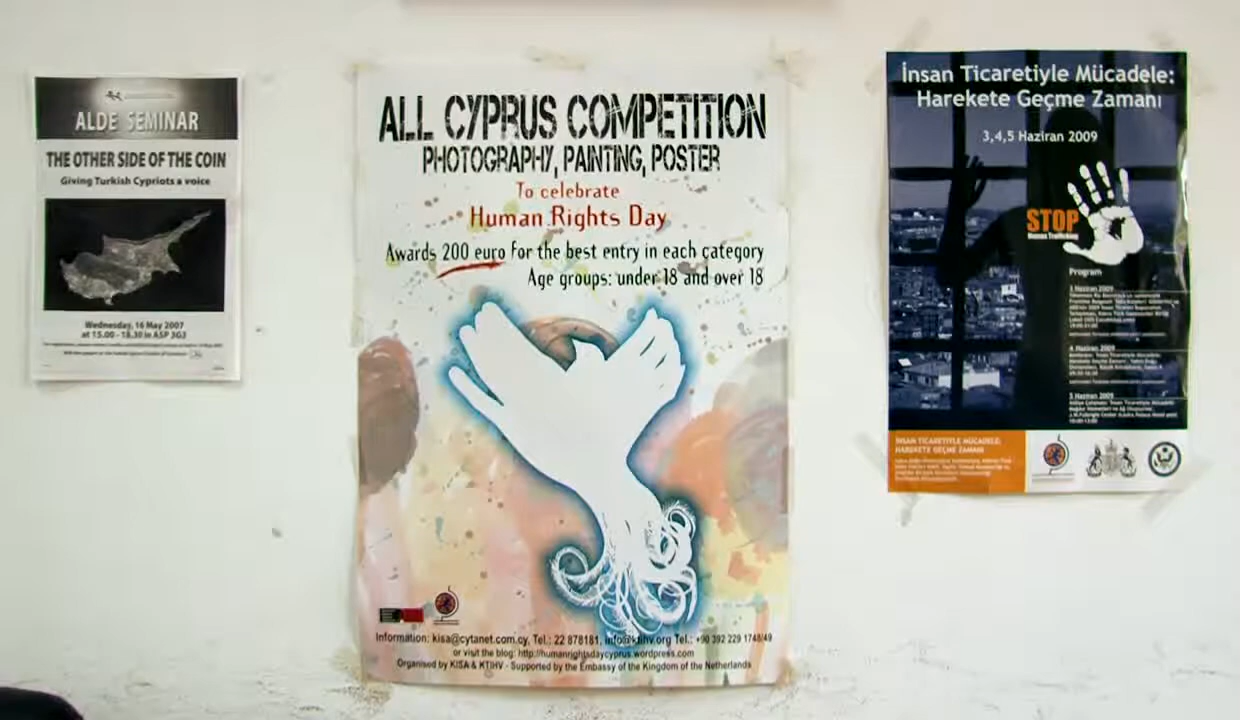 ALDE SEMINAR
THE OTHER SIDE OF THE COIN
Giving Turkish Cypriots a voice
Wednesday, 16 May 2007
at 15.00 - 18.30 in ASP 3G3
ALL CYPRUS COMPETITION
PHOTOGRAPHY, PAINTING, POSTER
To celebrate
Human Rights Day
Awards 200 euro for the best entry in each category
Age groups: under 18 and over 18
Information: kisa@cytanet.com.cy, Tel.: 22 878181, info@ktihv.org Tel.: +90 392 229 1748/49
or visit the blog: http://humanrightsdaycyprus.wordpress.com
Organised by KISA & KTIHV - Supported by the Embassy of the Kingdom of the Netherlands
İnsan Ticaretiyle Mücadele:
Harekete Geçme Zamanı
3,4,5 Haziran 2009
STOP
Human Trafficking
Program
3 Haziran 2009
4 Haziran 2009
5 Haziran 2009
İNSAN TİCARETİYLE MÜCADELE:
HAREKETE GEÇME ZAMANI